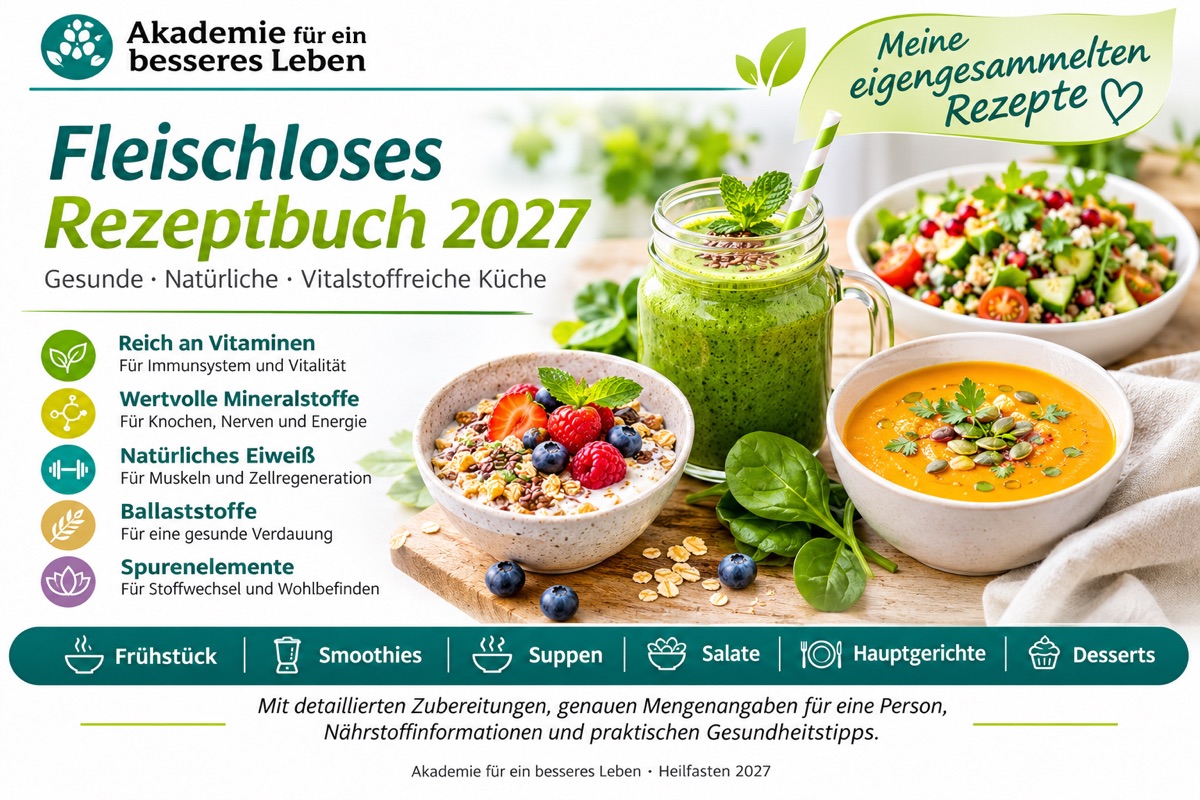 Akademie für ein
besseres Leben
Meine
eigengesammelten
Rezepte
Fleischloses
Rezeptbuch 2027
Gesunde · Natürliche · Vitalstoffreiche Küche
Reich an Vitaminen
Für Immunsystem und Vitalität
Wertvolle Mineralstoffe
Für Knochen, Nerven und Energie
Natürliches Eiweiß
Für Muskeln und Zellregeneration
Ballaststoffe
Für eine gesunde Verdauung
Spurenelemente
Für Stoffwechsel und Wohlbefinden
Frühstück
Smoothies
Suppen
Salate
Hauptgerichte
Desserts
Mit detaillierten Zubereitungen, genauen Mengenangaben für eine Person,
Nährstoffinformationen und praktischen Gesundheitstipps.
Akademie für ein besseres Leben · Heilfasten 2027